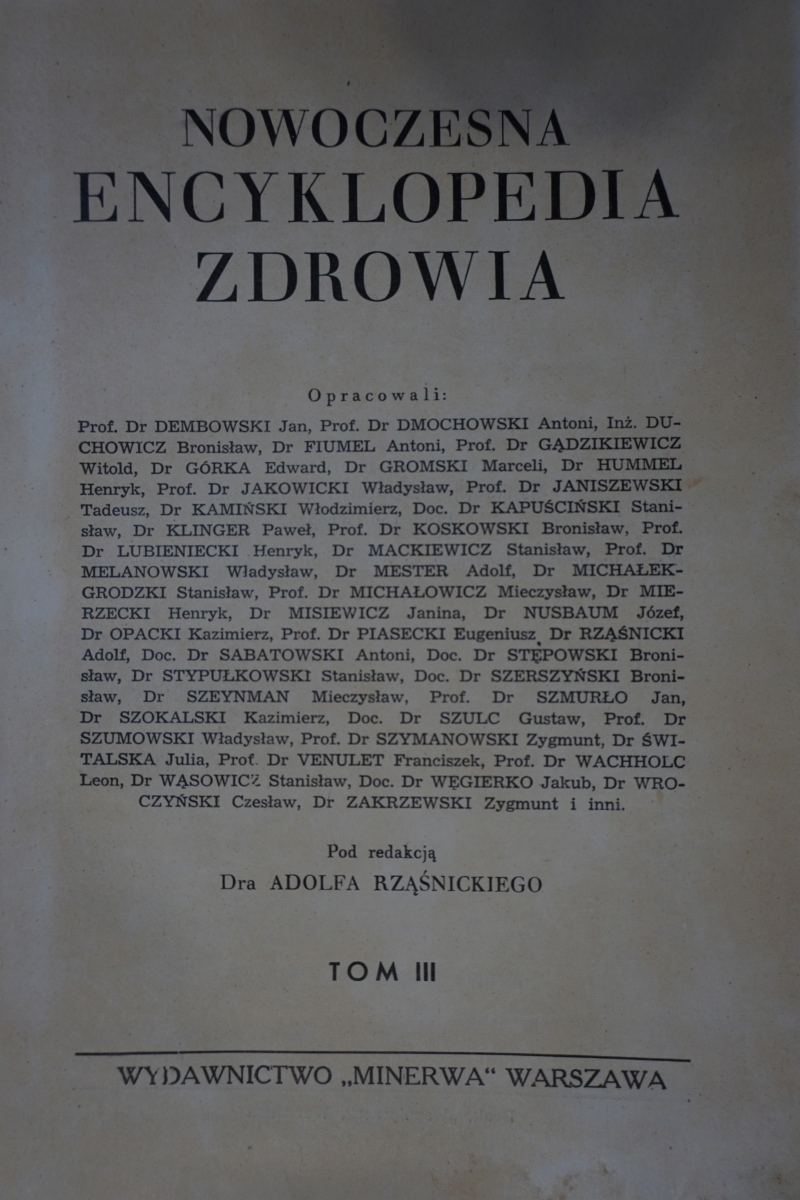 NOWOCZESNA
ENCYKLOPEDIA
ZDROWIA
Opracowali:
Prof. Dr DEMBOWSKI Jan, Prof. Dr DMOCHOWSKI Antoni, Inż. DU-
CHOWICZ Bronisław, Dr FIUMEL Antoni, Prof. Dr GĄDZIKIEWICZ
Witold, Dr GÓRKA Edward, Dr GROMSKI Marceli, Dr HUMMEL
Henryk, Prof. Dr JAKOWICKI Władysław, Prof. Dr JANISZEWSKI
Tadeusz, Dr KAMIŃSKI Włodzimierz, Doc. Dr KAPUŚCIŃSKI Stani-
sław, Dr KLINGER Paweł, Prof. Dr KOSKOWSKI Bronisław, Prof.
Dr LUBIENIECKI Henryk, Dr MACKIEWICZ Stanisław, Prof. Dr
MELANOWSKI Władysław, Dr MESTER Adolf, Dr MICHAŁEK-
GRODZKI Stanisław, Prof. Dr MICHAŁOWICZ Mieczysław, Dr MIE-
RZECKI Henryk, Dr MISIEWICZ Janina, Dr NUSBAUM Józef,
Dr OPACKI Kazimierz, Prof. Dr PIASECKI Eugeniusz, Dr RZĄŚNICKI
Adolf, Doc. Dr SABATOWSKI Antoni, Doc. Dr STĘPOWSKI Broni-
sław, Dr STYPUŁKOWSKI Stanisław, Doc. Dr SZERSZYŃSKI Broni-
sław, Dr SZEYNMAN Mieczysław, Prof. Dr SZMURŁO Jan,
Dr SZOKALSKI Kazimierz, Doc. Dr SZULC Gustaw, Prof. Dr
SZUMOWSKI Władysław, Prof. Dr SZYMANOWSKI Zygmunt, Dr ŚWI-
TALSKA Julia, Prof. Dr VENULET Franciszek, Prof. Dr WACHHOLC
Leon, Dr WĄSOWICZ Stanisław, Doc. Dr WĘGIERKO Jakub, Dr WRO-
CZYŃSKI Czesław, Dr ZAKRZEWSKI Zygmunt i inni.
Pod redakcją
Dra ADOLFA RZĄŚNICKIEGO
TOM III
WYDAWNICTWO „MINERWA“ WARSZAWA